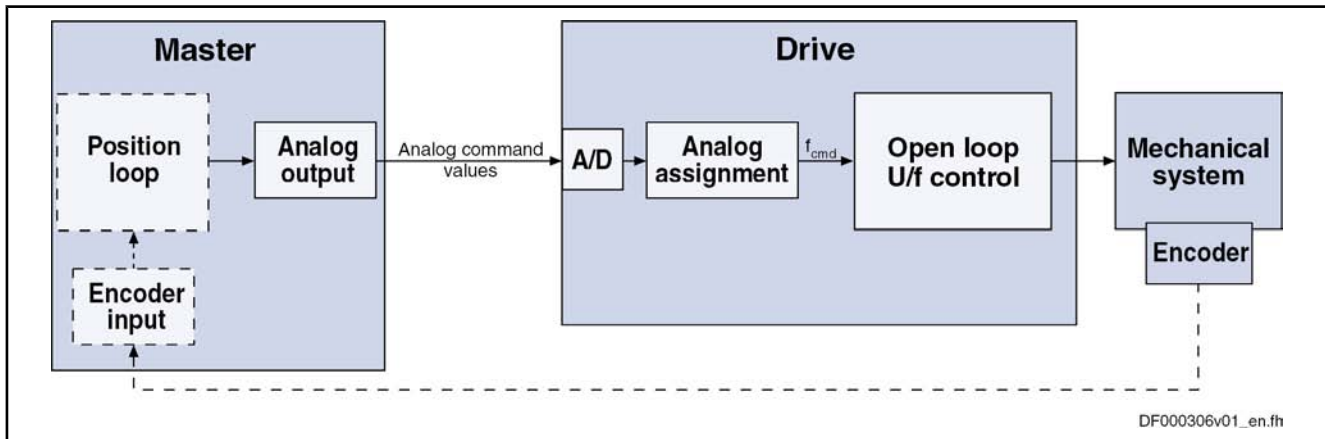 Master
Drive
Position
loop
Analog
output
Analog command
values
A/D
Analog
assignment
f_cmd
Open loop
U/f control
Mechanical
system
Encoder
Encoder
input
DF000306v01_en.fh